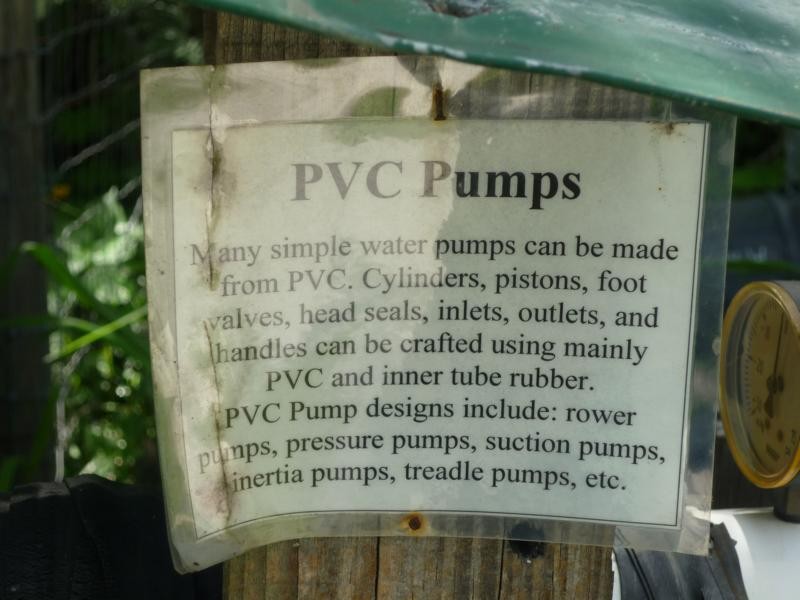 PVC Pumps
Many simple water pumps can be made
from PVC. Cylinders, pistons, foot
valves, head seals, inlets, outlets, and
handles can be crafted using mainly
PVC and inner tube rubber.
PVC Pump designs include: rower
pumps, pressure pumps, suction pumps,
inertia pumps, treadle pumps, etc.